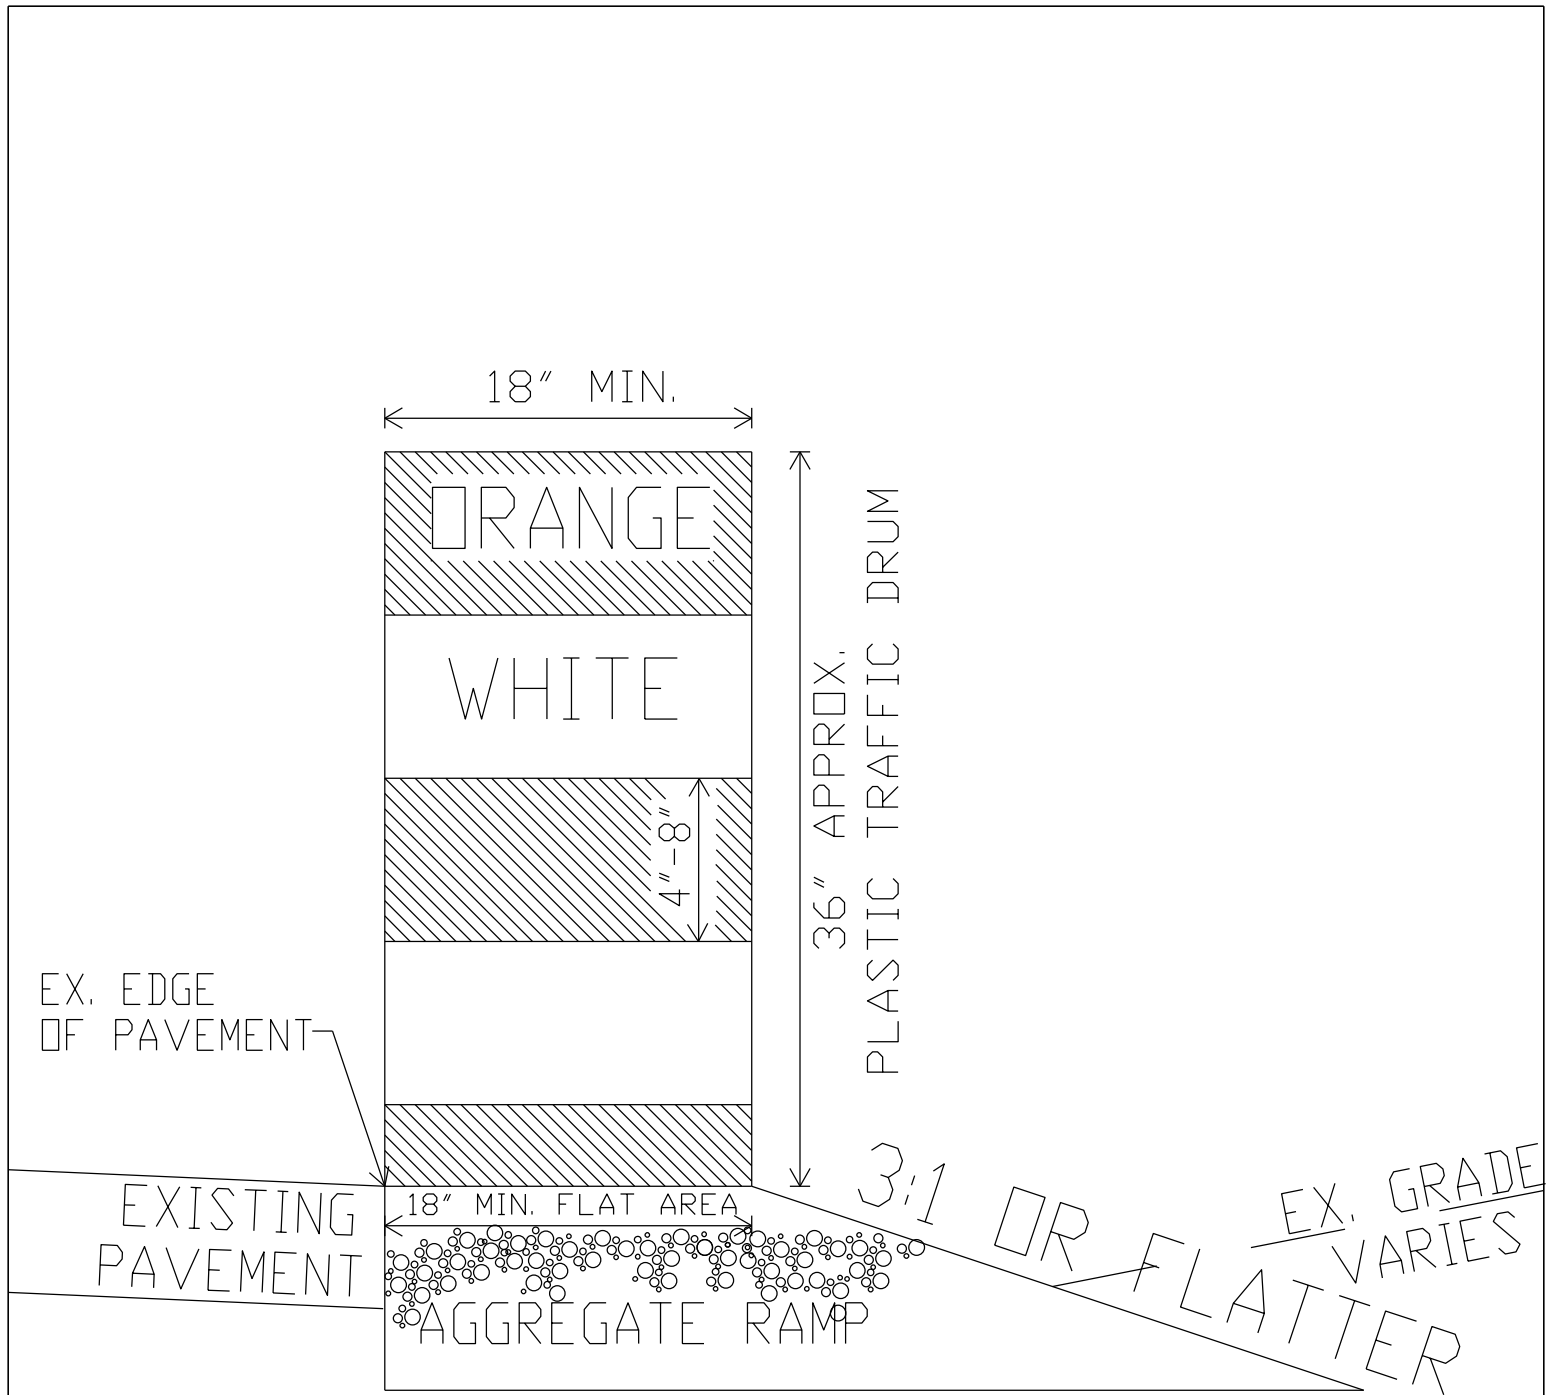 18" MIN.
ORANGE
WHITE
4"-8"
36" APPROX.
PLASTIC TRAFFIC DRUM
EX. EDGE
OF PAVEMENT
EXISTING
PAVEMENT
18" MIN. FLAT AREA
AGGREGATE RAMP
3:1 OR FLATTER
EX. GRADE
VARIES